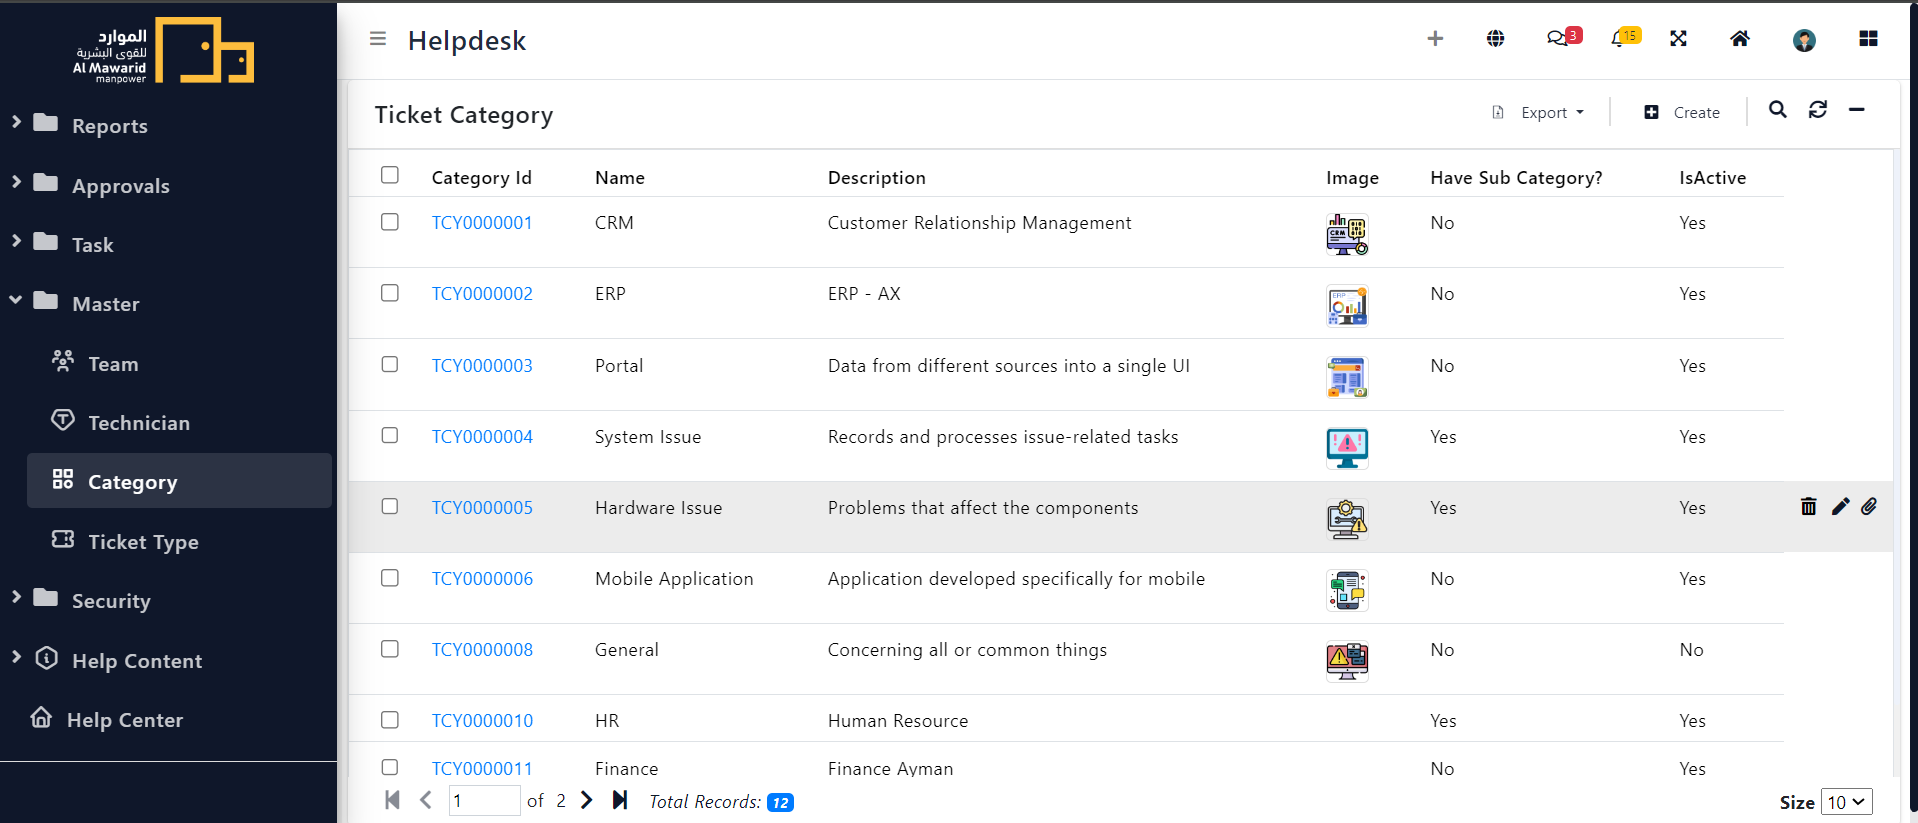 الموارد
للقوى البشرية
Al Mawarid
manpower
Reports
Approvals
Task
Master
Team
Technician
Category
Ticket Type
Security
Help Content
Help Center
Helpdesk
3
15
Ticket Category
Export
Create
Category Id Name Description Image Have Sub Category? IsActive
TCY0000001 CRM Customer Relationship Management CRM No Yes
TCY0000002 ERP ERP - AX ERP No Yes
TCY0000003 Portal Data from different sources into a single UI No Yes
TCY0000004 System Issue Records and processes issue-related tasks Yes Yes
TCY0000005 Hardware Issue Problems that affect the components Yes Yes
TCY0000006 Mobile Application Application developed specifically for mobile No Yes
TCY0000008 General Concerning all or common things No No
TCY0000010 HR Human Resource Yes Yes
TCY0000011 Finance Finance Ayman No Yes
1 of 2 Total Records: 12
Size 10